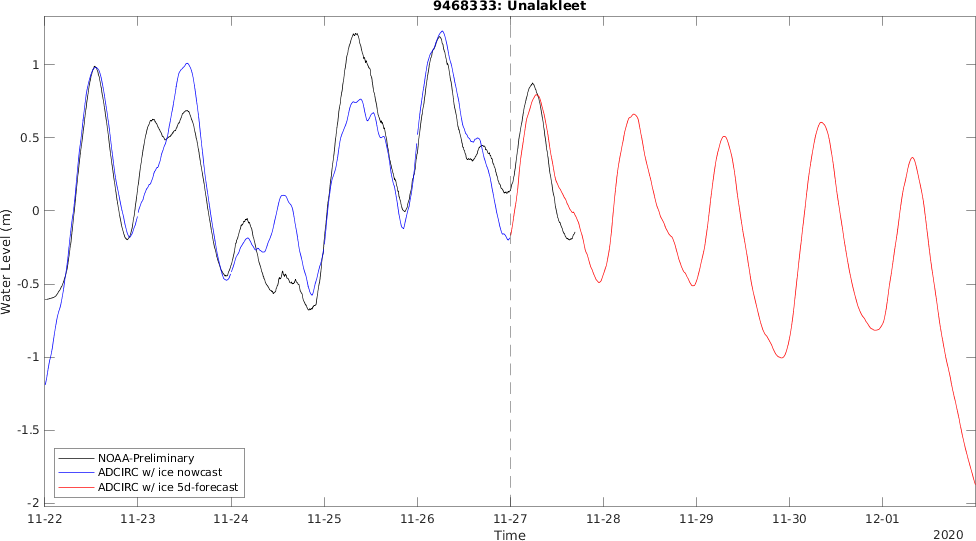 9468333: Unalakleet
Water Level (m)
1
0.5
0
-0.5
-1
-1.5
-2
NOAA-Preliminary
ADCIRC w/ ice nowcast
ADCIRC w/ ice 5d-forecast
11-22 11-23 11-24 11-25 11-26 11-27 11-28 11-29 11-30 12-01
Time
2020